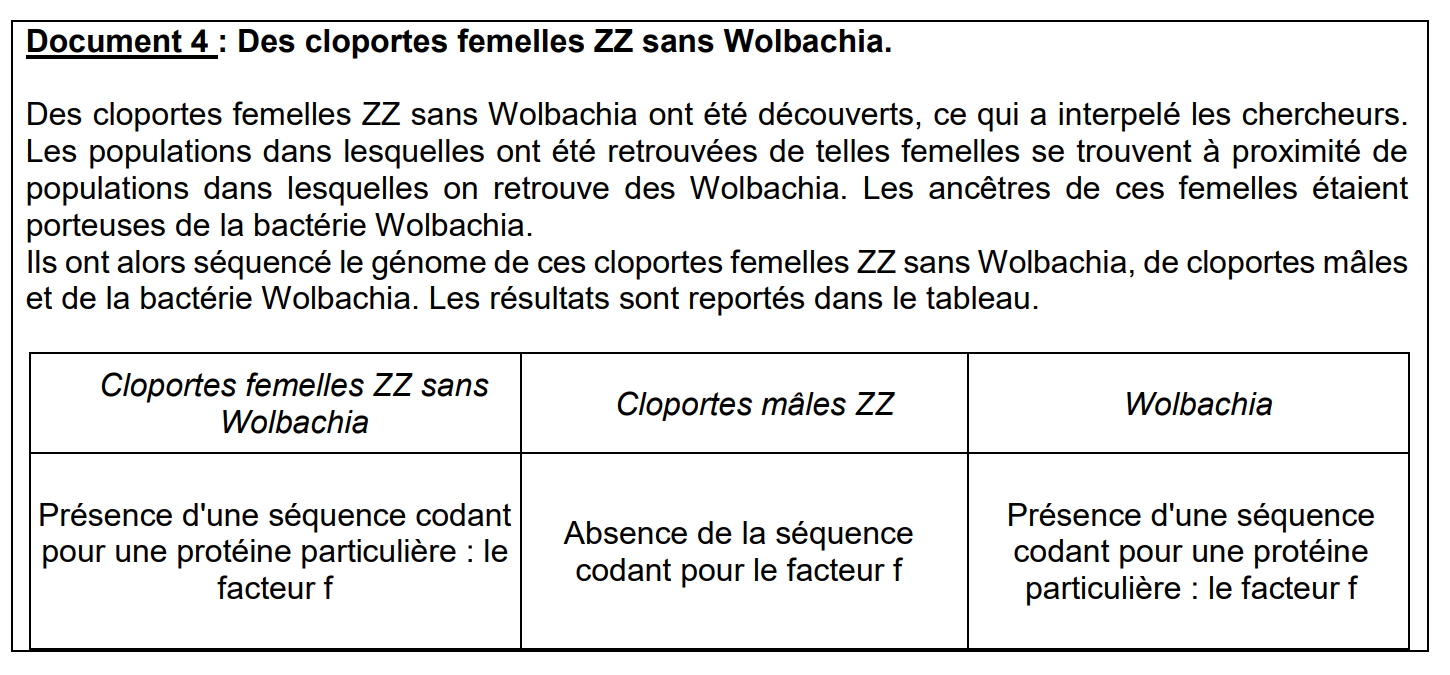 Document 4 : Des cloportes femelles ZZ sans Wolbachia.
Des cloportes femelles ZZ sans Wolbachia ont été découverts, ce qui a interpelé les chercheurs.
Les populations dans lesquelles ont été retrouvées de telles femelles se trouvent à proximité de
populations dans lesquelles on retrouve des Wolbachia. Les ancêtres de ces femelles étaient
porteuses de la bactérie Wolbachia.
Ils ont alors séquencé le génome de ces cloportes femelles ZZ sans Wolbachia, de cloportes mâles
et de la bactérie Wolbachia. Les résultats sont reportés dans le tableau.
Cloportes femelles ZZ sans
Wolbachia
Cloportes mâles ZZ
Wolbachia
Présence d'une séquence codant
pour une protéine particulière : le
facteur f
Absence de la séquence
codant pour le facteur f
Présence d'une séquence
codant pour une protéine
particulière : le facteur f